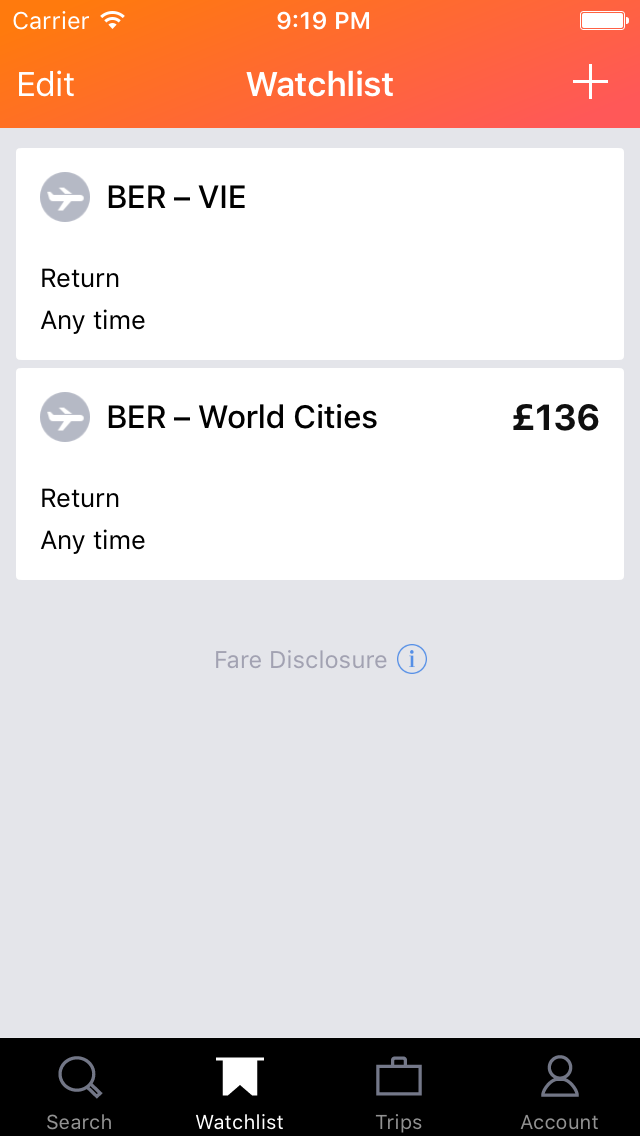 Carrier 9:19 PM
Edit Watchlist
BER – VIE
Return
Any time
BER – World Cities £136
Return
Any time
Fare Disclosure i
Search Watchlist Trips Account